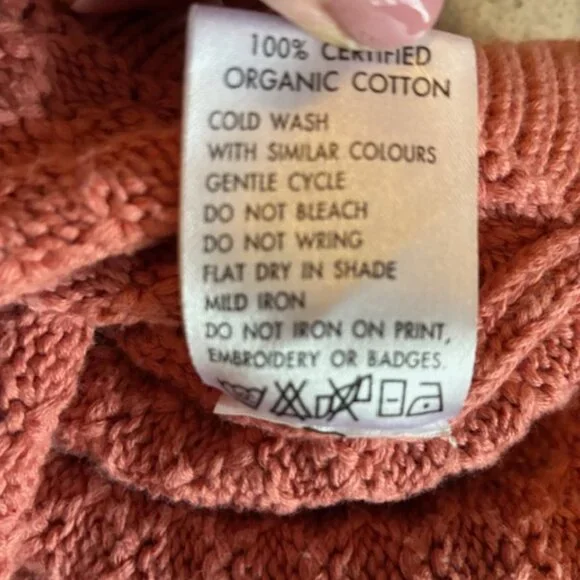 100% CERTIFIED
ORGANIC COTTON
COLD WASH
WITH SIMILAR COLOURS
GENTLE CYCLE
DO NOT BLEACH
DO NOT WRING
FLAT DRY IN SHADE
MILD IRON
DO NOT IRON ON PRINT,
EMBROIDERY OR BADGES.